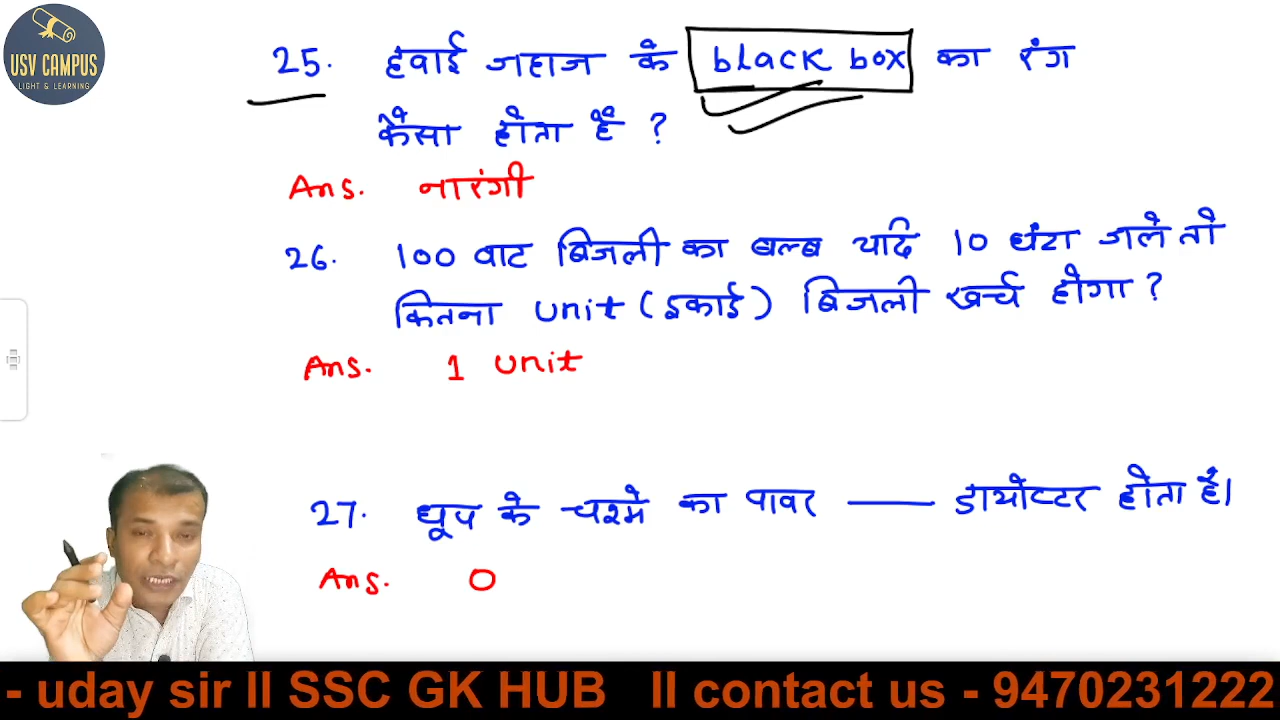 USV CAMPUS
LIGHT & LEARNING
25. हवाई जहाज के black box का रंग
कैसा होता है ?
Ans. नारंगी
26. 100 वाट बिजली का बल्ब यदि 10 घंटा जले तो
कितना unit (इकाई) बिजली खर्च होगा ?
Ans. 1 unit
27. धूप के चश्मे का पावर —— डायोप्टर होता है।
Ans. 0
- uday sir ll SSC GK HUB ll contact us - 9470231222